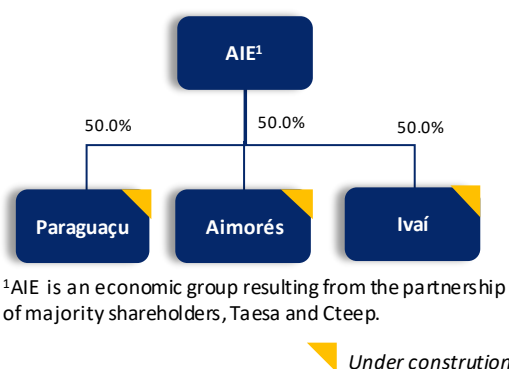 AIE¹
50.0%
50.0%
50.0%
Paraguaçu
Aimorés
Ivaí
¹AIE is an economic group resulting from the partnership
of majority shareholders, Taesa and Cteep.
Under constrution